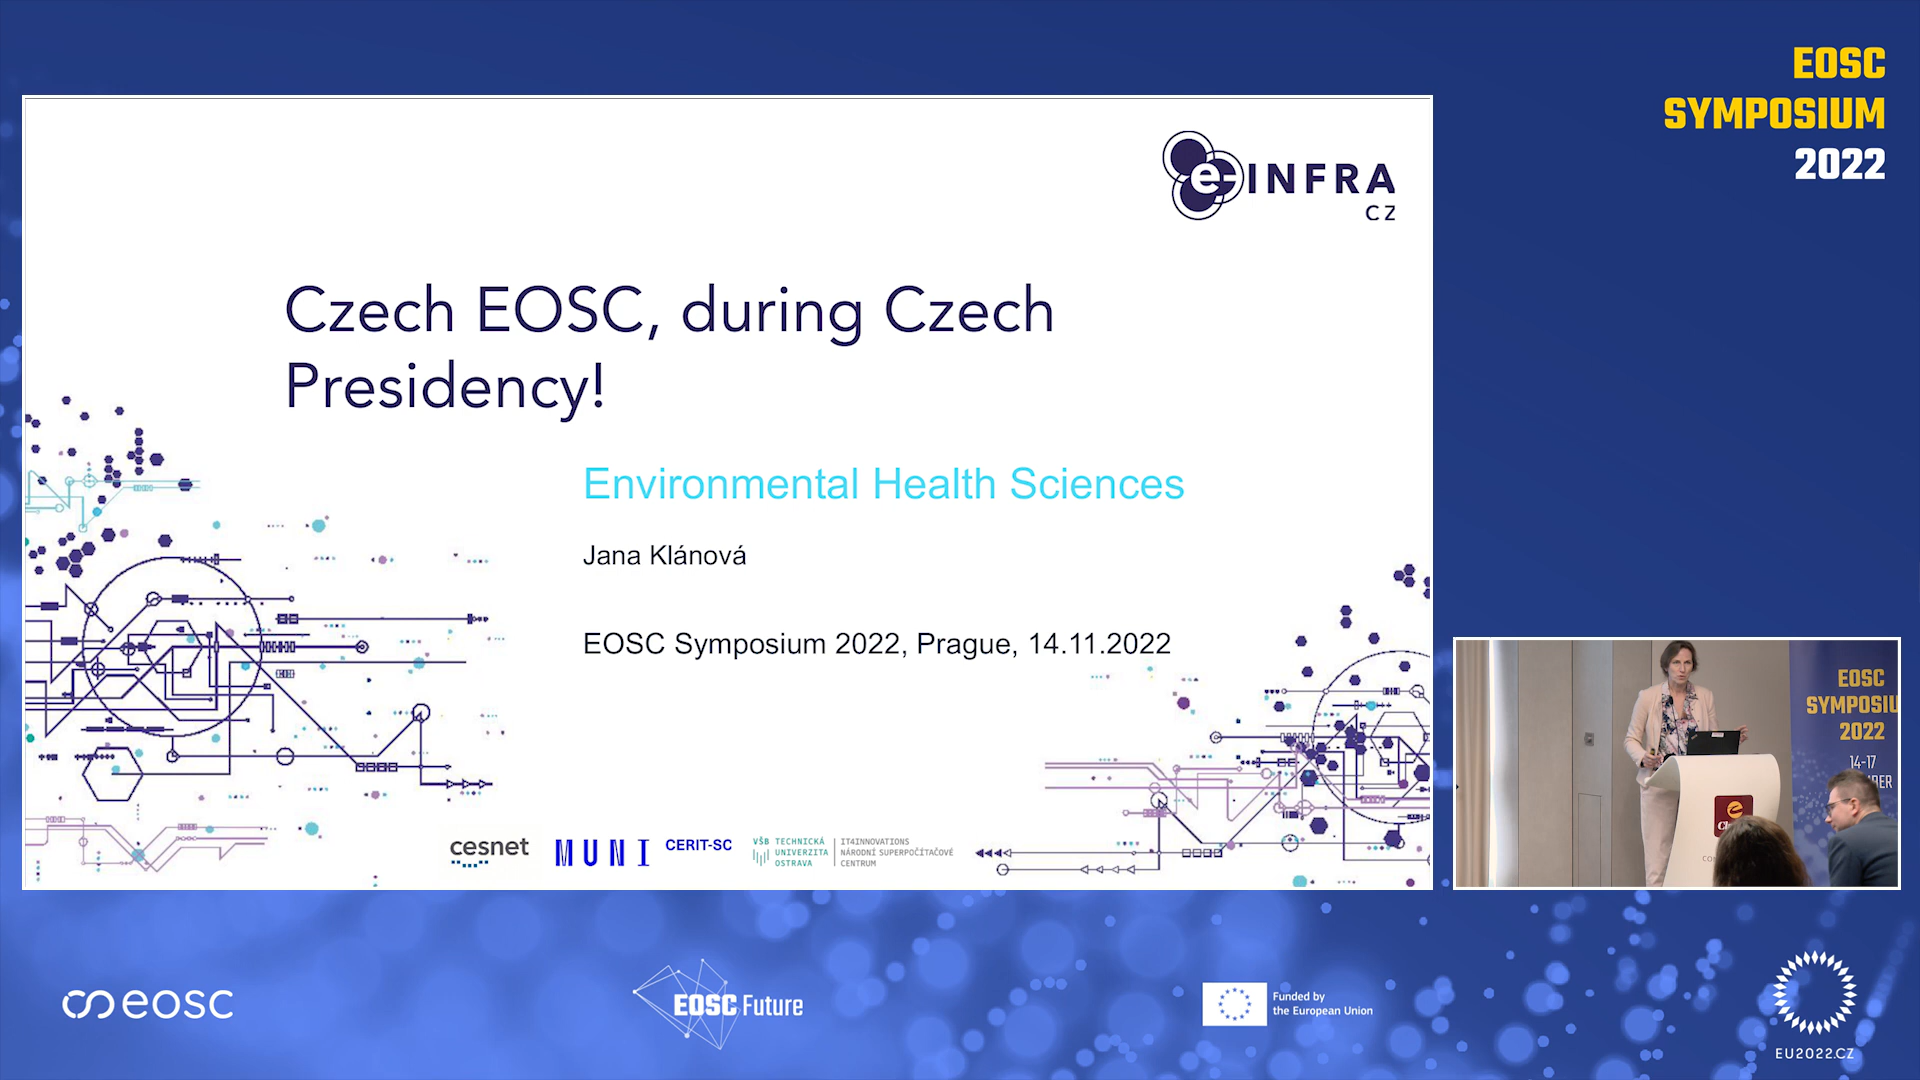 EOSC
SYMPOSIUM
2022
e-INFRA
CZ
Czech EOSC, during Czech
Presidency!
Environmental Health Sciences
Jana Klánová
EOSC Symposium 2022, Prague, 14.11.2022
cesnet
MUNI
CERIT-SC
VŠB TECHNICKÁ
UNIVERZITA
OSTRAVA
IT4INNOVATIONS
NÁRODNÍ SUPERPOČÍTAČOVÉ
CENTRUM
EOSC
SYMPOSIU
2022
14-17
eosc
EOSC Future
Funded by
the European Union
EU2022.CZ